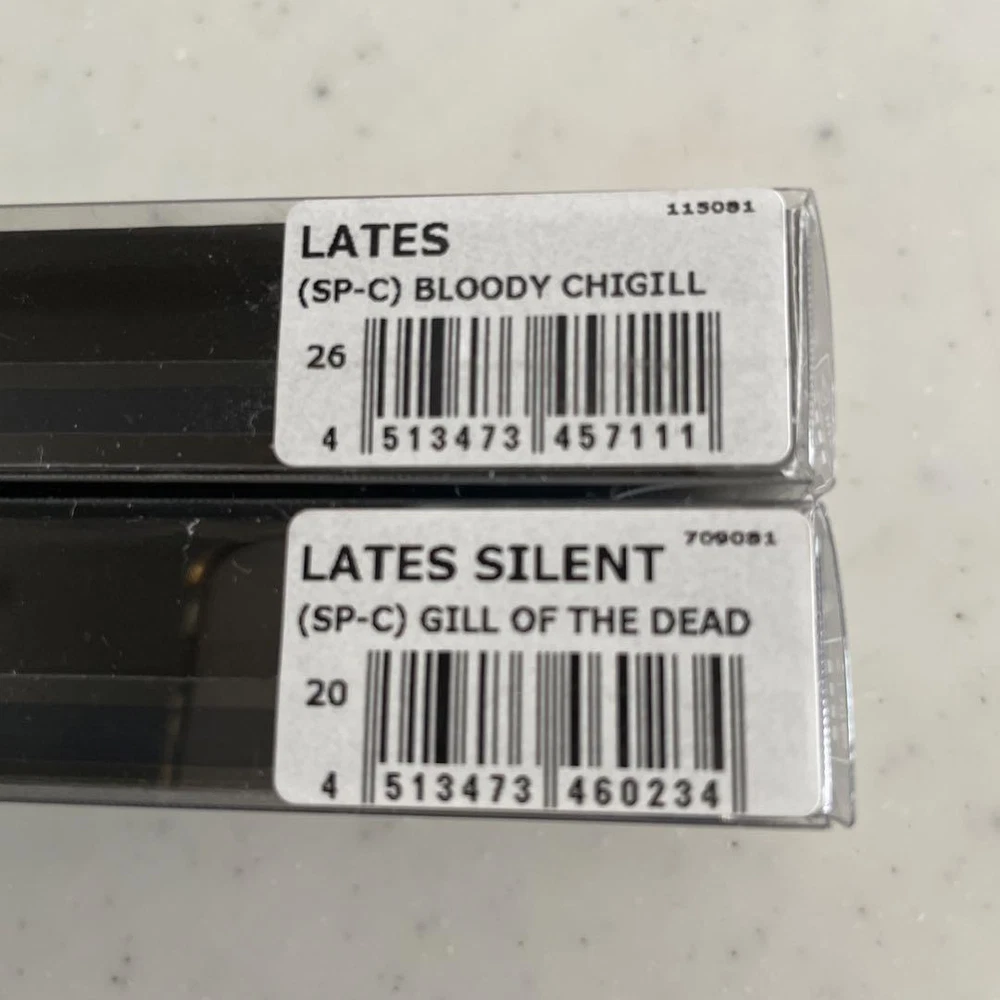 115081
LATES
(SP-C) BLOODY CHIGILL
26
4 513473 457111
709081
LATES SILENT
(SP-C) GILL OF THE DEAD
20
4 513473 460234